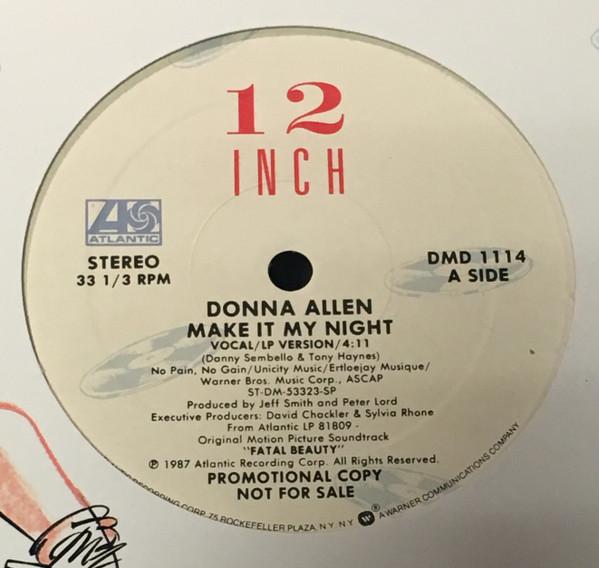 12
INCH
ATLANTIC
STEREO
33 1/3 RPM
DMD 1114
A SIDE
DONNA ALLEN
MAKE IT MY NIGHT
VOCAL/LP VERSION/4:11
(Danny Sembello & Tony Haynes)
No Pain, No Gain/Unicity Music/Ertloejay Musique/
Warner Bros. Music Corp., ASCAP
ST-DM-53323-SP
Produced by Jeff Smith and Peter Lord
Executive Producers: David Chackler & Sylvia Rhone
From Atlantic LP 81809 -
Original Motion Picture Soundtrack
"FATAL BEAUTY"
℗ 1987 Atlantic Recording Corp. All Rights Reserved.
PROMOTIONAL COPY
NOT FOR SALE
RECORDING CORP. 75 ROCKEFELLER PLAZA, N.Y. N.Y. W ® A WARNER COMMUNICATIONS COMPANY